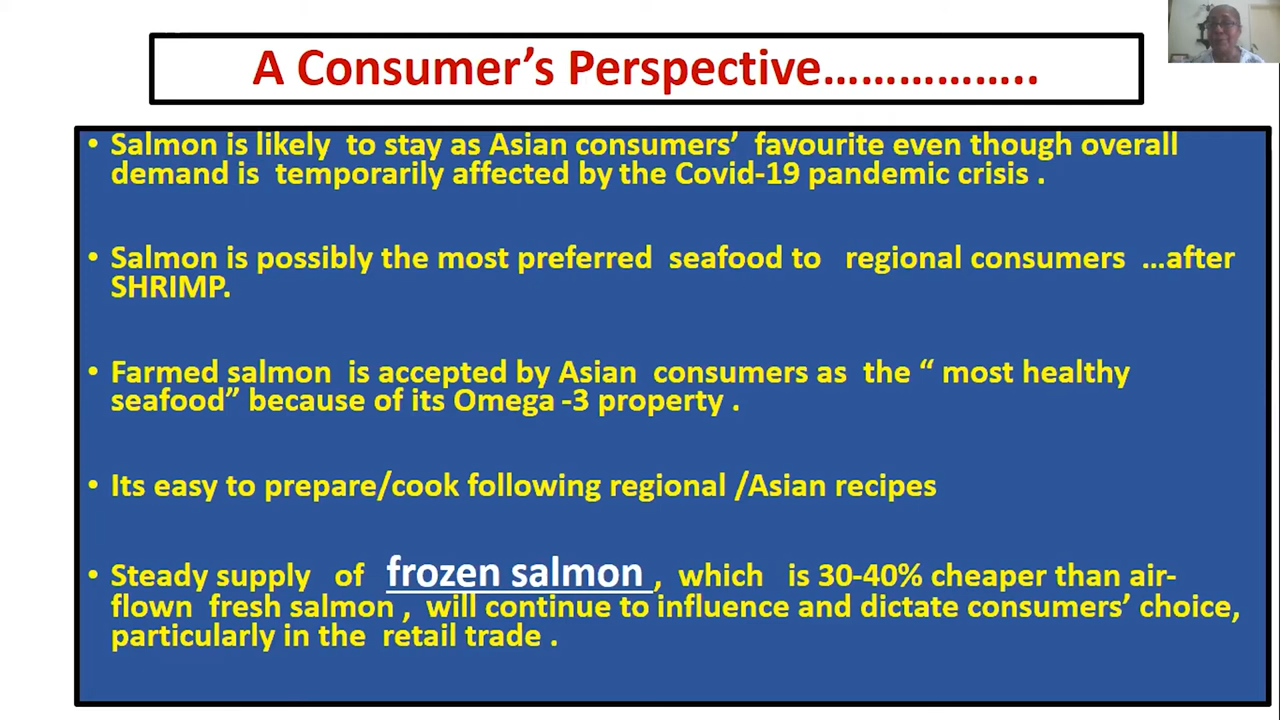 A Consumer's Perspective……………..
• Salmon is likely to stay as Asian consumers' favourite even though overall
demand is temporarily affected by the Covid-19 pandemic crisis .
• Salmon is possibly the most preferred seafood to regional consumers …after
SHRIMP.
• Farmed salmon is accepted by Asian consumers as the “ most healthy
seafood” because of its Omega -3 property .
• Its easy to prepare/cook following regional /Asian recipes
• Steady supply of frozen salmon , which is 30-40% cheaper than air-
flown fresh salmon , will continue to influence and dictate consumers' choice,
particularly in the retail trade .